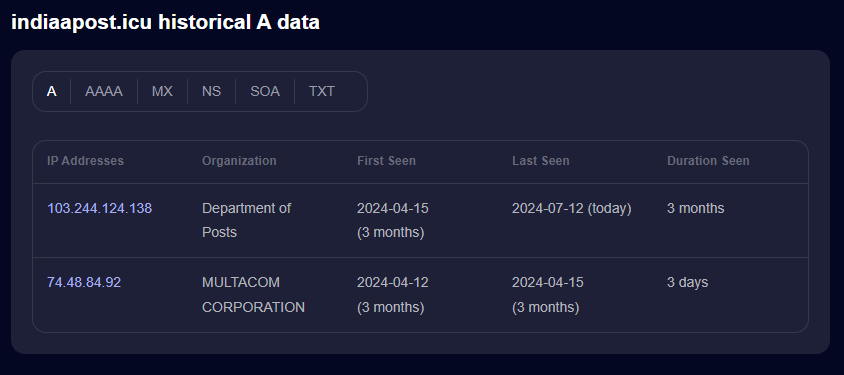 indiaapost.icu historical A data
A AAAA MX NS SOA TXT
IP Addresses Organization First Seen Last Seen Duration Seen
103.244.124.138 Department of Posts 2024-04-15 (3 months) 2024-07-12 (today) 3 months
74.48.84.92 MULTACOM CORPORATION 2024-04-12 (3 months) 2024-04-15 (3 months) 3 days